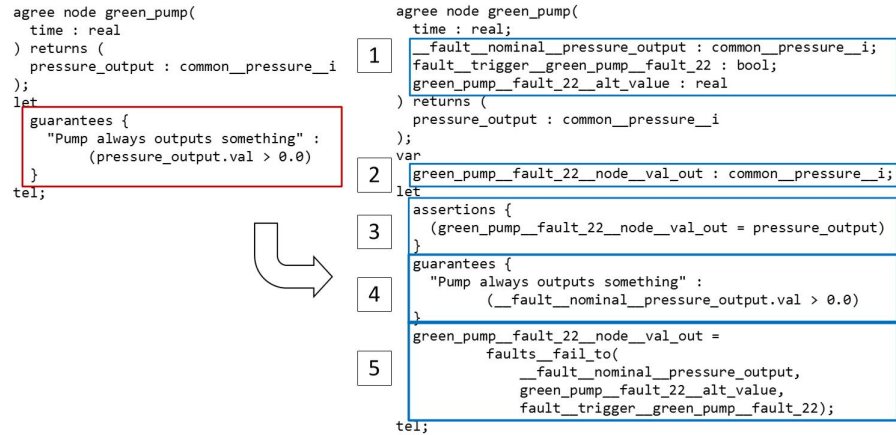 agree node green_pump(
  time : real
) returns (
  pressure_output : common__pressure__i
);
let
  guarantees {
    "Pump always outputs something" :
        (pressure_output.val > 0.0)
  }
tel;
agree node green_pump(
  time : real;
1
  __fault__nominal__pressure_output : common__pressure__i;
  fault__trigger__green_pump__fault_22 : bool;
  green_pump__fault_22__alt_value : real
) returns (
  pressure_output : common__pressure__i
);
var
2
  green_pump__fault_22__node__val_out : common__pressure__i;
let
3
  assertions {
    (green_pump__fault_22__node__val_out = pressure_output)
  }
4
  guarantees {
    "Pump always outputs something" :
          (__fault__nominal__pressure_output.val > 0.0)
  }
5
  green_pump__fault_22__node__val_out =
          faults__fail_to(
              __fault__nominal__pressure_output,
              green_pump__fault_22__alt_value,
              fault__trigger__green_pump__fault_22);
tel;